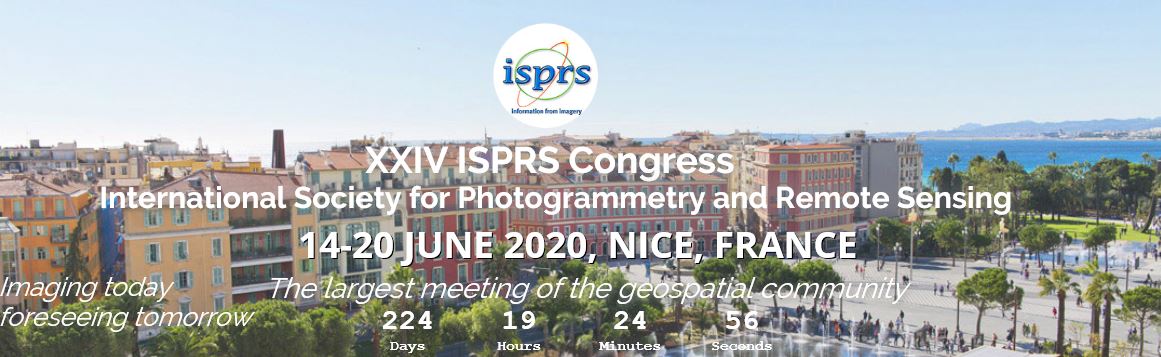 isprs
Information from imagery
XXIV ISPRS Congress
International Society for Photogrammetry and Remote Sensing
14-20 JUNE 2020, NICE, FRANCE
Imaging today
foreseeing tomorrow
The largest meeting of the geospatial community
224 19 24 56
Days Hours Minutes Seconds